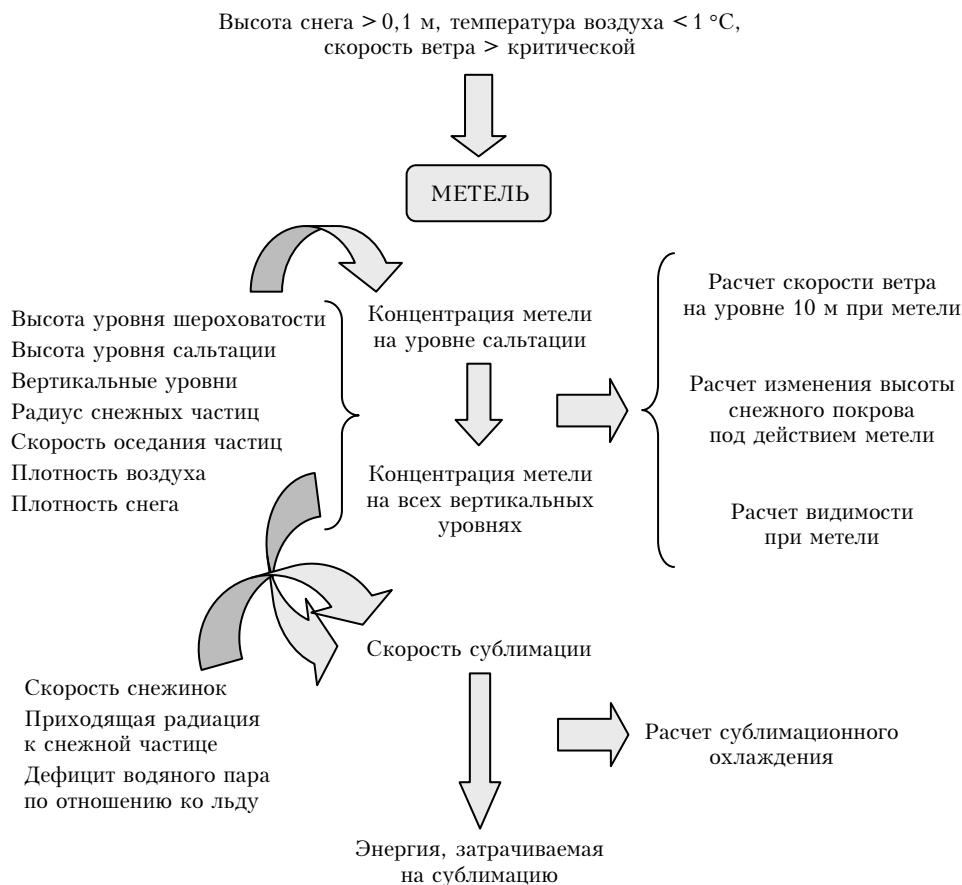 Высота снега > 0,1 м, температура воздуха < 1 °C,
скорость ветра > критической
МЕТЕЛЬ
Высота уровня шероховатости
Высота уровня сальтации
Вертикальные уровни
Радиус снежных частиц
Скорость оседания частиц
Плотность воздуха
Плотность снега
Концентрация метели
на уровне сальтации
Концентрация метели
на всех вертикальных
уровнях
Расчет скорости ветра
на уровне 10 м при метели
Расчет изменения высоты
снежного покрова
под действием метели
Расчет видимости
при метели
Скорость снежинок
Приходящая радиация
к снежной частице
Дефицит водяного пара
по отношению ко льду
Скорость сублимации
Расчет сублимационного
охлаждения
Энергия, затрачиваемая
на сублимацию